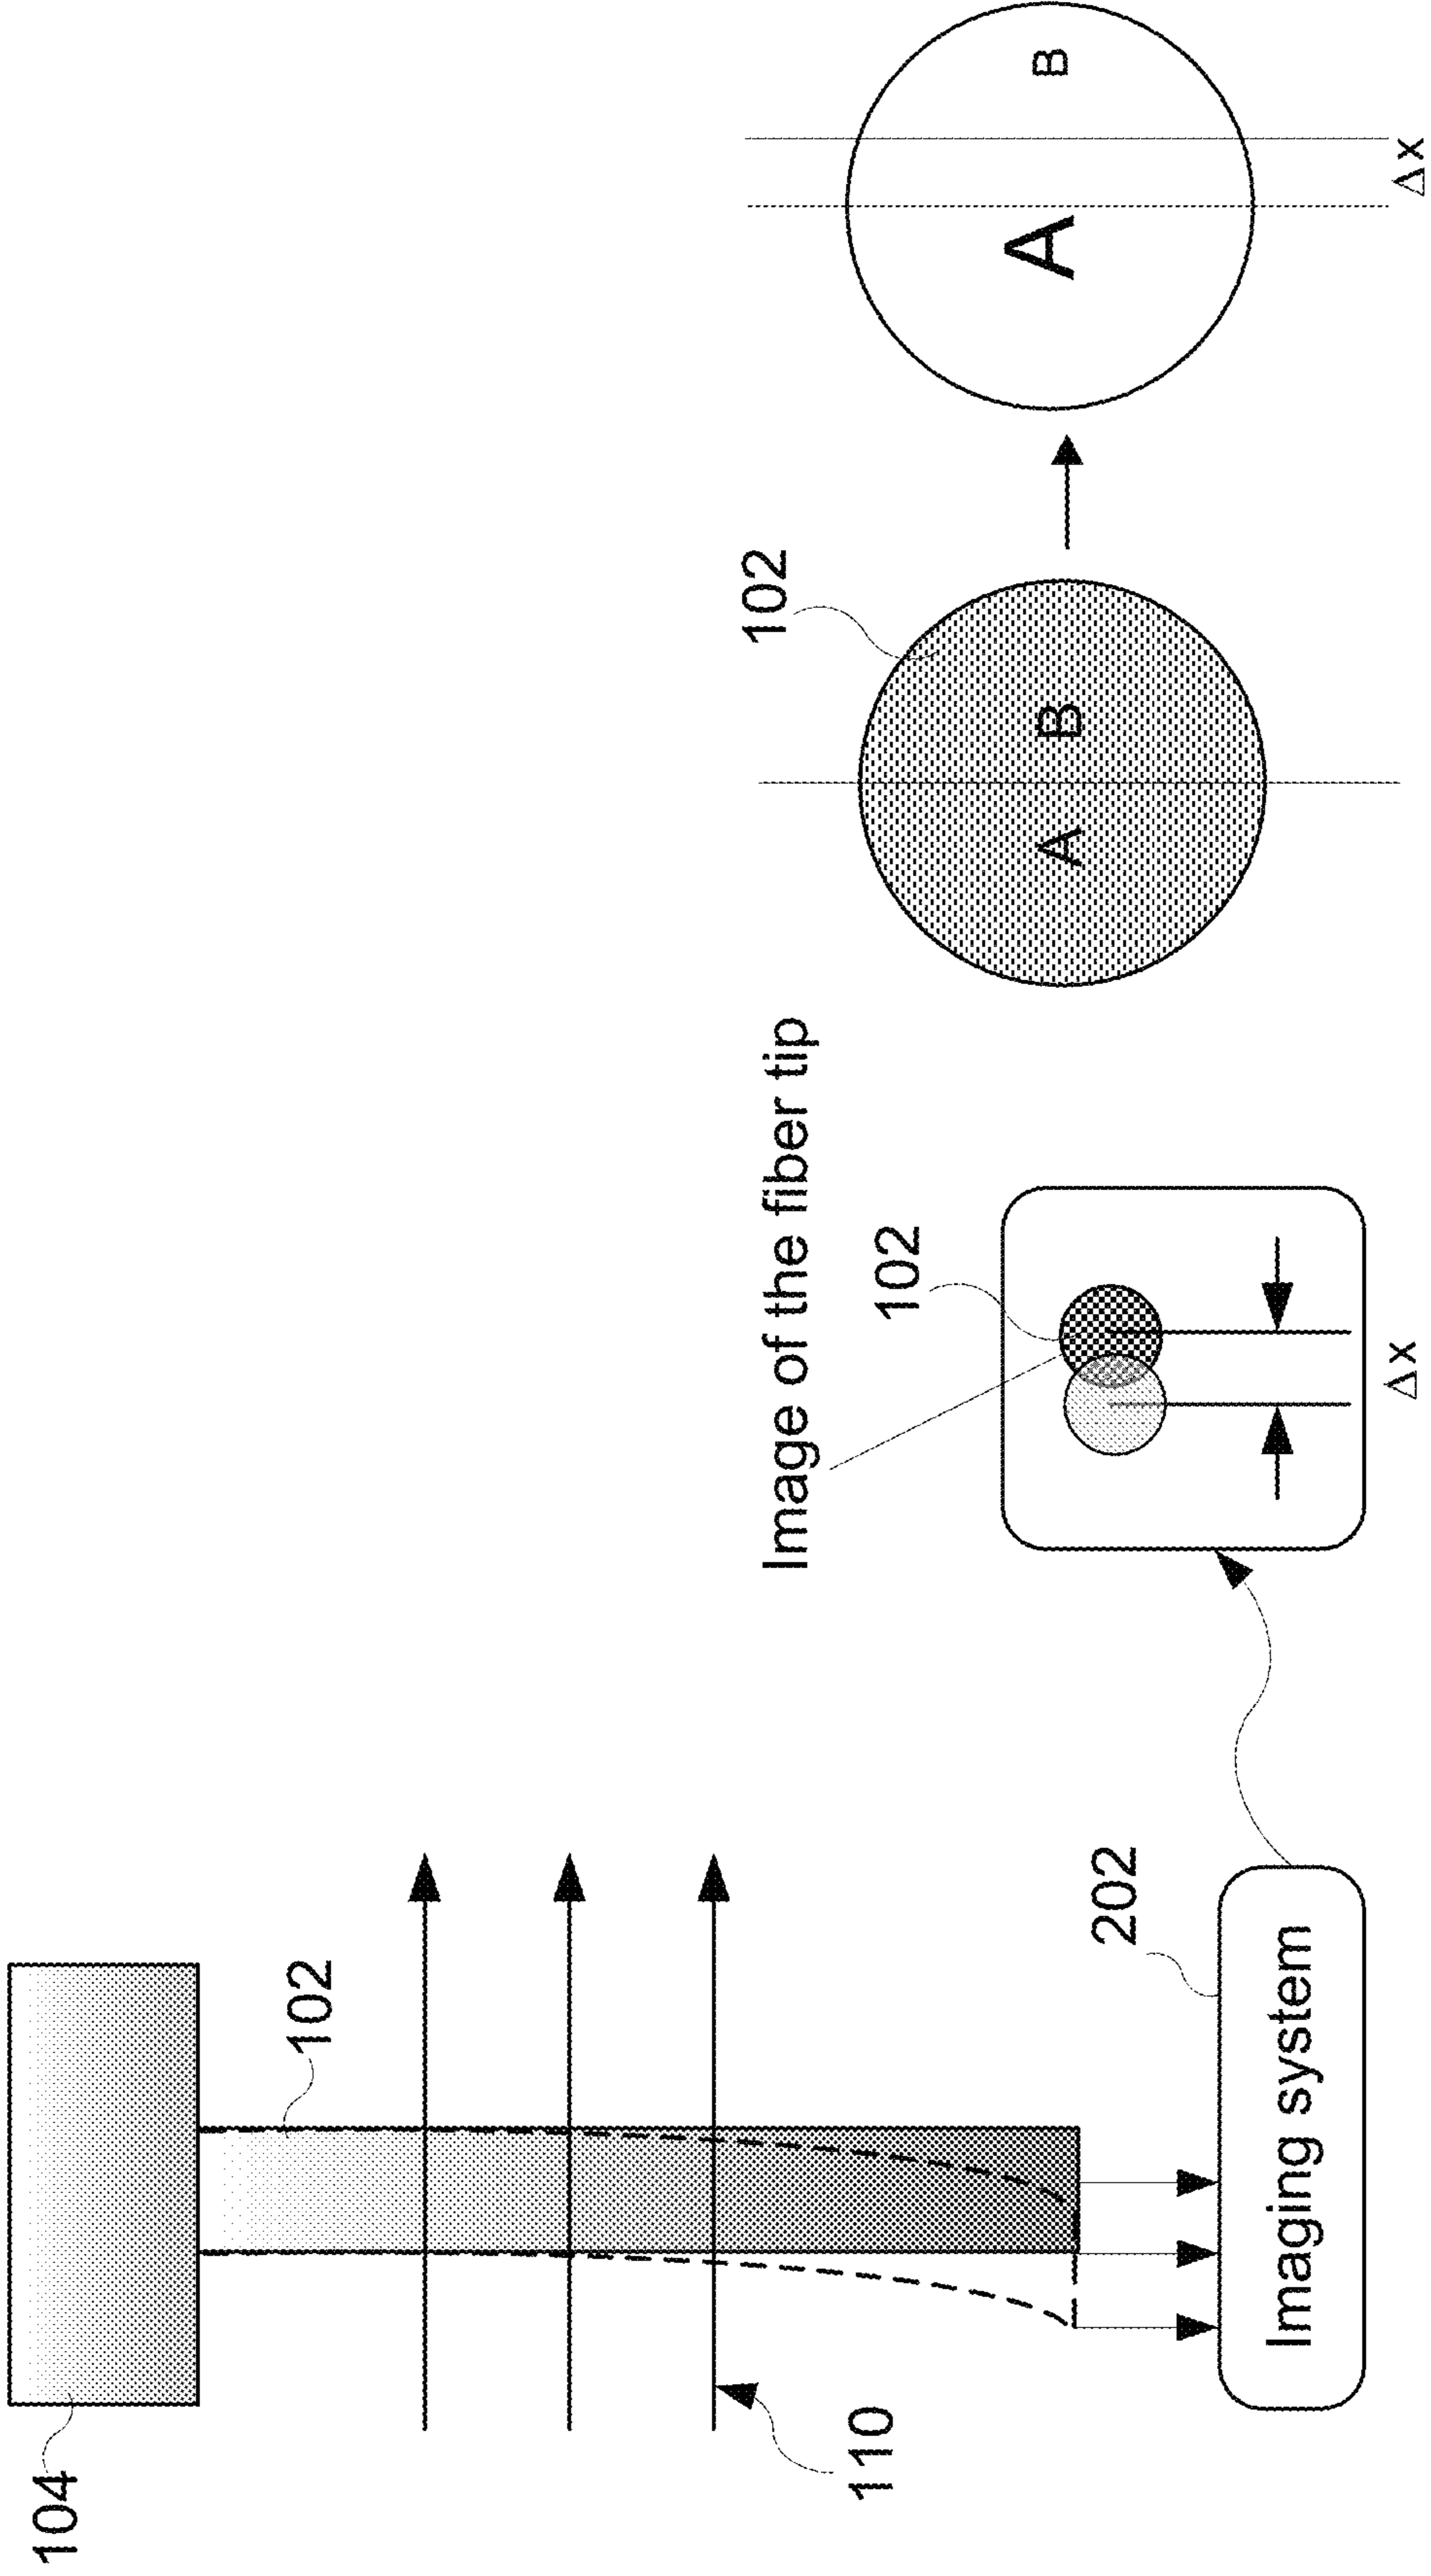 104
102
110
202
Imaging system
Image of the fiber tip
102
Δx
102
A B
A B
Δx